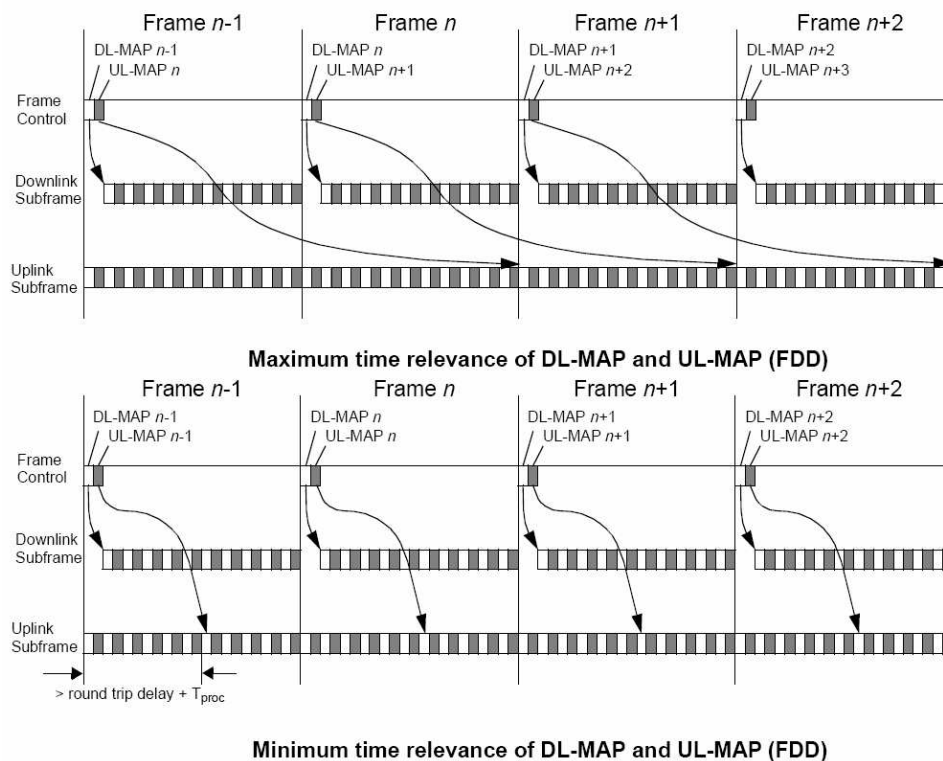 Frame n-1 Frame n Frame n+1 Frame n+2
DL-MAP n-1 DL-MAP n DL-MAP n+1 DL-MAP n+2
UL-MAP n UL-MAP n+1 UL-MAP n+2 UL-MAP n+3
Frame
Control
Downlink
Subframe
Uplink
Subframe
Maximum time relevance of DL-MAP and UL-MAP (FDD)
Frame n-1 Frame n Frame n+1 Frame n+2
DL-MAP n-1 DL-MAP n DL-MAP n+1 DL-MAP n+2
UL-MAP n-1 UL-MAP n UL-MAP n+1 UL-MAP n+2
Frame
Control
Downlink
Subframe
Uplink
Subframe
> round trip delay + Tproc
Minimum time relevance of DL-MAP and UL-MAP (FDD)